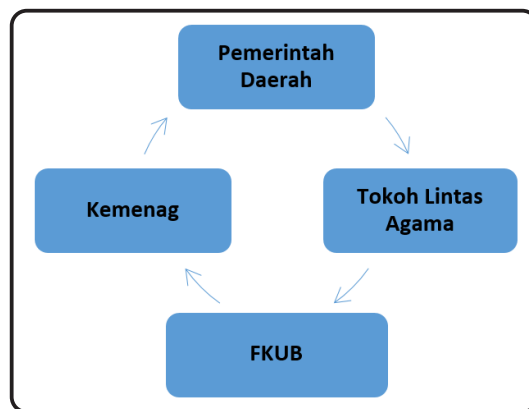 Pemerintah
Daerah
Kemenag
Tokoh Lintas
Agama
FKUB